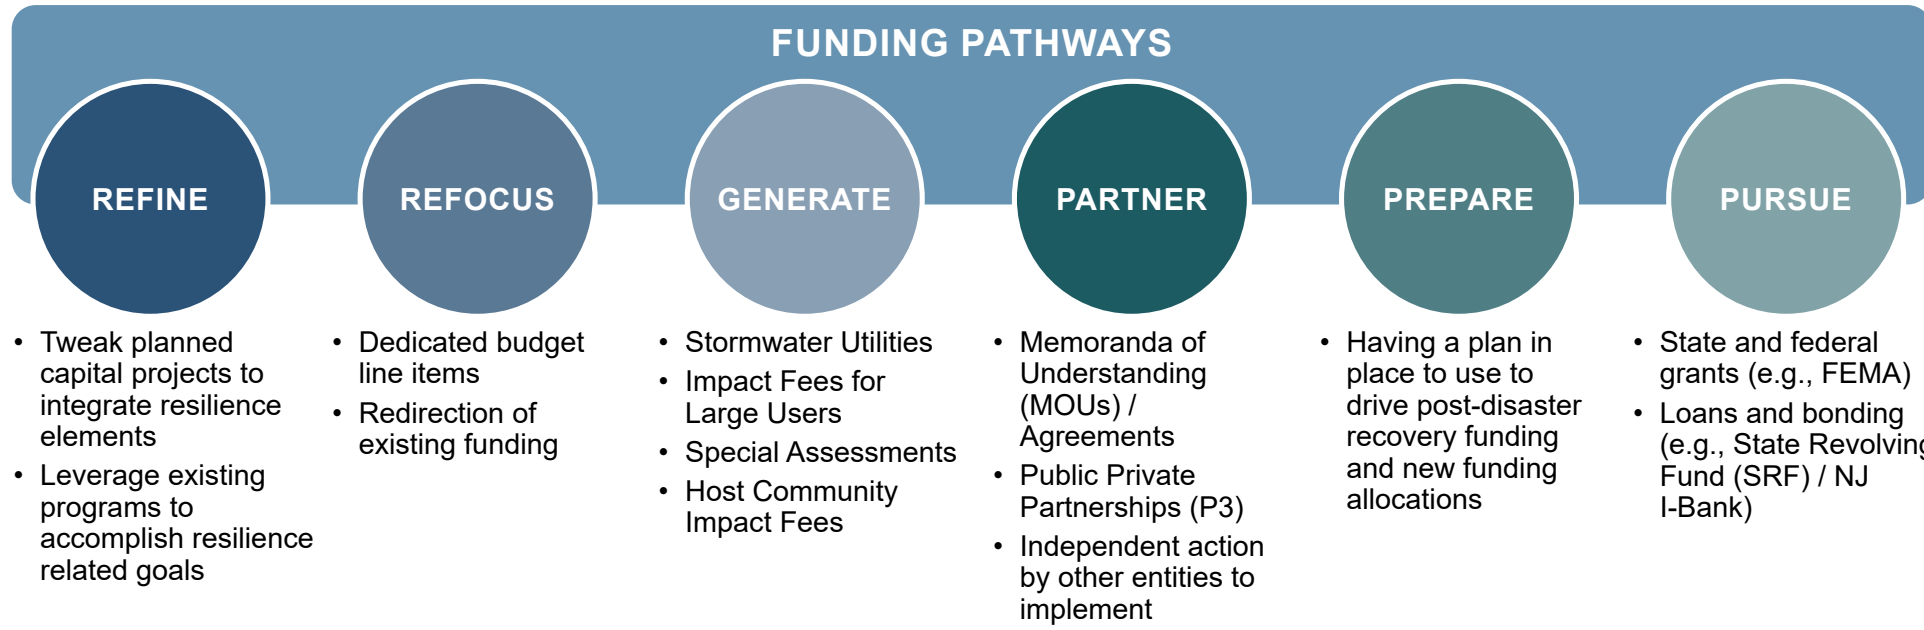 FUNDING PATHWAYS
REFINE
• Tweak planned
capital projects to
integrate resilience
elements
• Leverage existing
programs to
accomplish resilience
related goals
REFOCUS
• Dedicated budget
line items
• Redirection of
existing funding
GENERATE
• Stormwater Utilities
• Impact Fees for
Large Users
• Special Assessments
• Host Community
Impact Fees
PARTNER
• Memoranda of
Understanding
(MOUs) /
Agreements
• Public Private
Partnerships (P3)
• Independent action
by other entities to
implement
PREPARE
• Having a plan in
place to use to
drive post-disaster
recovery funding
and new funding
allocations
PURSUE
• State and federal
grants (e.g., FEMA)
• Loans and bonding
(e.g., State Revolving
Fund (SRF) / NJ
I-Bank)